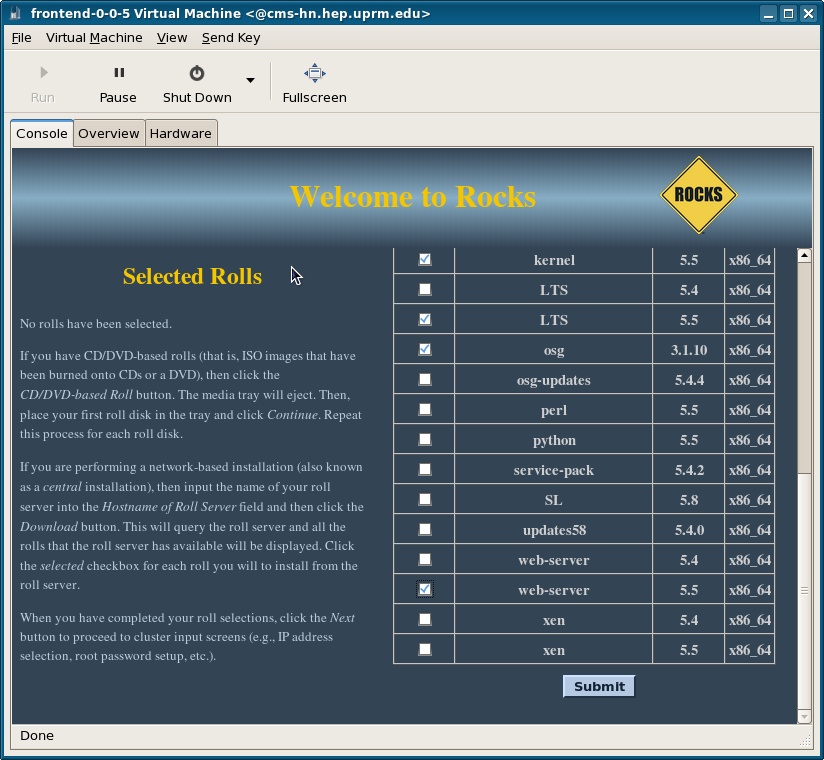 frontend-0-0-5 Virtual Machine <@cms-hn.hep.uprm.edu>
File Virtual Machine View Send Key
Run Pause Shut Down Fullscreen
Console Overview Hardware
Welcome to Rocks
ROCKS
Selected Rolls
No rolls have been selected.
If you have CD/DVD-based rolls (that is, ISO images that have
been burned onto CDs or a DVD), then click the
CD/DVD-based Roll button. The media tray will eject. Then,
place your first roll disk in the tray and click Continue. Repeat
this process for each roll disk.
If you are performing a network-based installation (also known
as a central installation), then input the name of your roll
server into the Hostname of Roll Server field and then click the
Download button. This will query the roll server and all the
rolls that the roll server has available will be displayed. Click
the selected checkbox for each roll you will to install from the
roll server.
When you have completed your roll selections, click the Next
button to proceed to cluster input screens (e.g., IP address
selection, root password setup, etc.).
kernel 5.5 x86_64
LTS 5.4 x86_64
LTS 5.5 x86_64
osg 3.1.10 x86_64
osg-updates 5.4.4 x86_64
perl 5.5 x86_64
python 5.5 x86_64
service-pack 5.4.2 x86_64
SL 5.8 x86_64
updates58 5.4.0 x86_64
web-server 5.4 x86_64
web-server 5.5 x86_64
xen 5.4 x86_64
xen 5.5 x86_64
Submit
Done